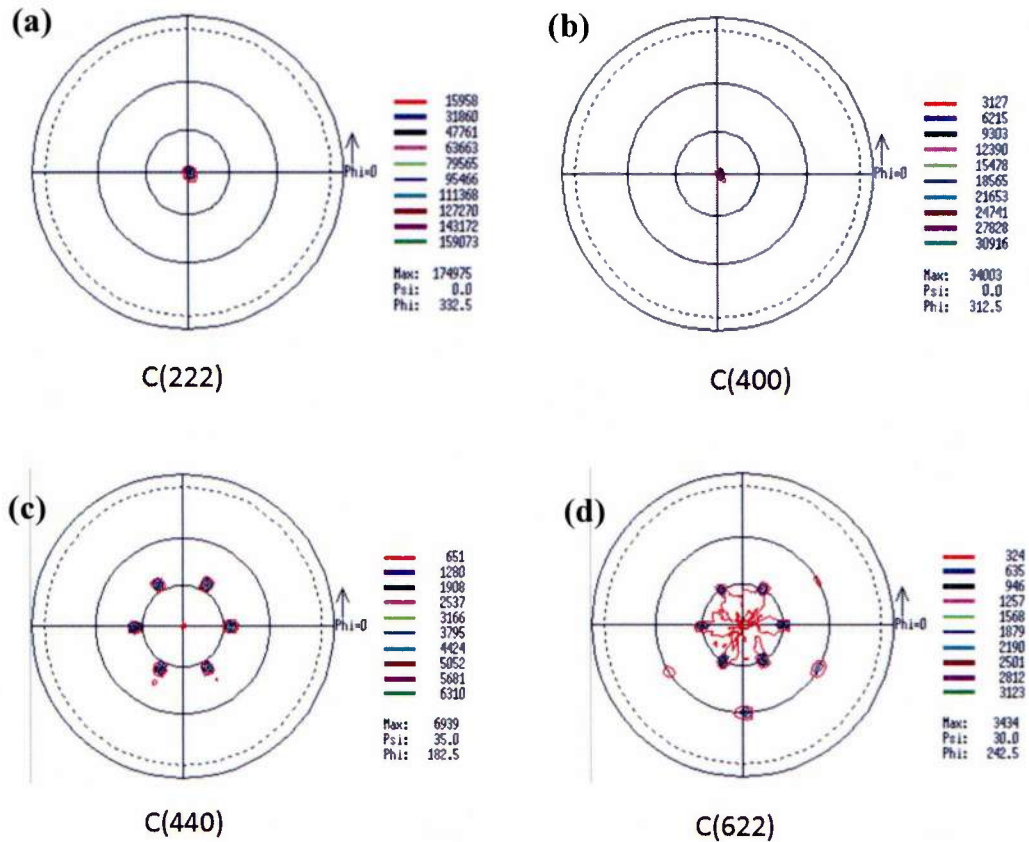 (a)
Phi=0
15958
31860
47761
63663
79565
95466
111368
127270
143172
159073
Max: 174975
Psi: 0.0
Phi: 332.5
C(222)
(b)
Phi=0
3127
6215
9303
12390
15478
18565
21653
24741
27828
30916
Max: 34003
Psi: 0.0
Phi: 312.5
C(400)
(c)
Phi=0
651
1280
1908
2537
3166
3795
4424
5052
5681
6310
Max: 6939
Psi: 35.0
Phi: 182.5
C(440)
(d)
Phi=0
324
635
946
1257
1568
1879
2190
2501
2812
3123
Max: 3434
Psi: 30.0
Phi: 242.5
C(622)